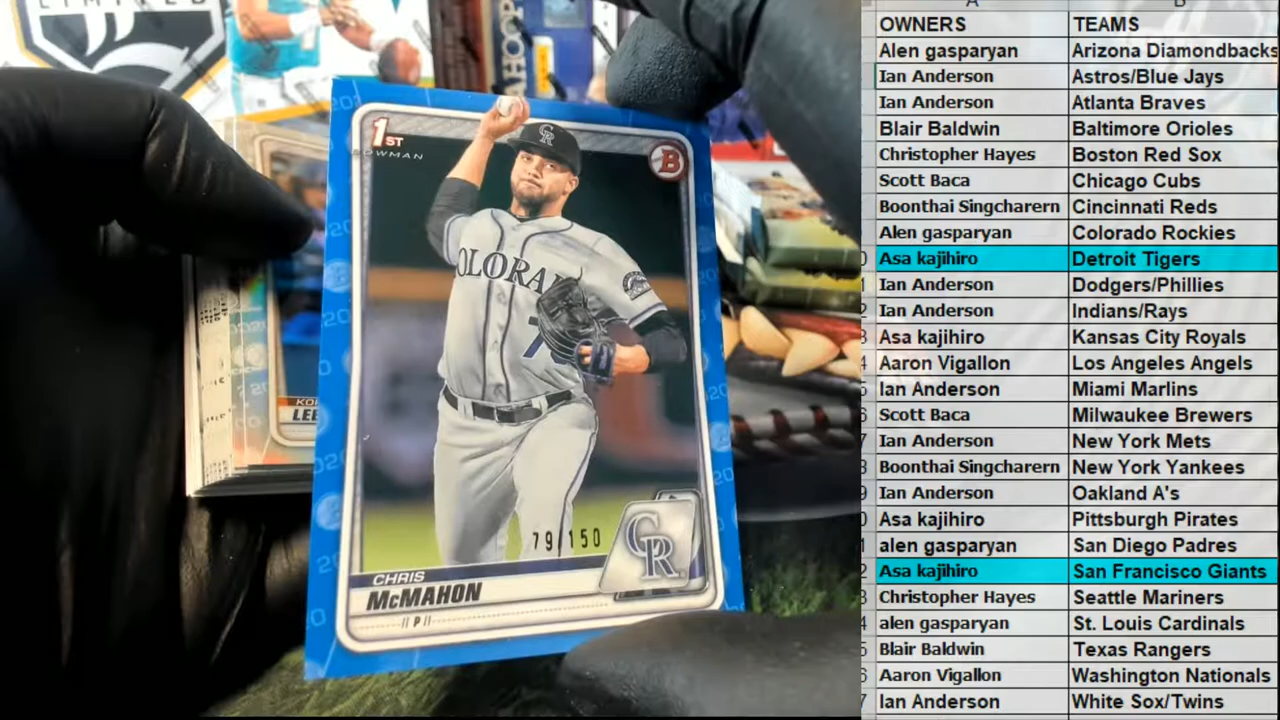 LIMITED
1ST
BOWMAN
B
CR
COLORA
79/150
CR
CHRIS
McMAHON
P
LEE
OWNERS TEAMS
Alen gasparyan Arizona Diamondbacks
Ian Anderson Astros/Blue Jays
Ian Anderson Atlanta Braves
Blair Baldwin Baltimore Orioles
Christopher Hayes Boston Red Sox
Scott Baca Chicago Cubs
Boonthai Singcharern Cincinnati Reds
Alen gasparyan Colorado Rockies
Asa kajihiro Detroit Tigers
Ian Anderson Dodgers/Phillies
Ian Anderson Indians/Rays
Asa kajihiro Kansas City Royals
Aaron Vigallon Los Angeles Angels
Ian Anderson Miami Marlins
Scott Baca Milwaukee Brewers
Ian Anderson New York Mets
Boonthai Singcharern New York Yankees
Ian Anderson Oakland A's
Asa kajihiro Pittsburgh Pirates
alen gasparyan San Diego Padres
Asa kajihiro San Francisco Giants
Christopher Hayes Seattle Mariners
alen gasparyan St. Louis Cardinals
Blair Baldwin Texas Rangers
Aaron Vigallon Washington Nationals
Ian Anderson White Sox/Twins